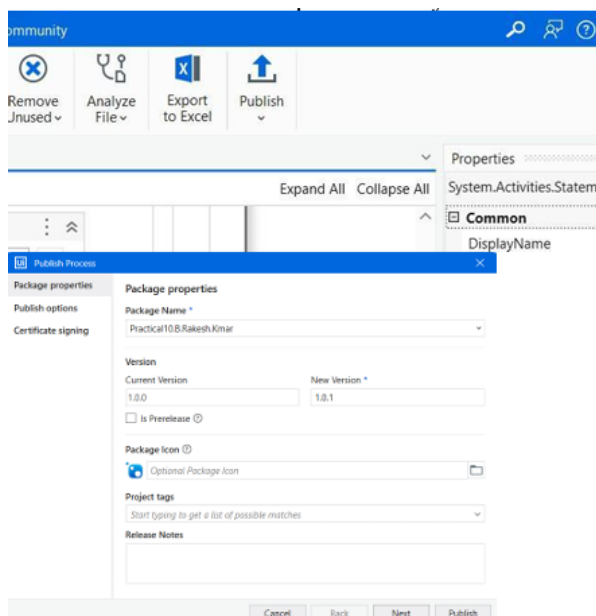 ommunity
Remove Unused
Analyze File
Export to Excel
Publish
Properties
Expand All Collapse All
System.Activities.Statem
Common
DisplayName
Ui Publish Process
Package properties
Publish options
Certificate signing
Package properties
Package Name *
Practical10.B.Rakesh.Kmar
Version
Current Version New Version *
1.0.0 1.0.1
Is Prerelease
Package Icon
Optional Package Icon
Project tags
Start typing to get a list of possible matches
Release Notes
Cancel Back Next Publish